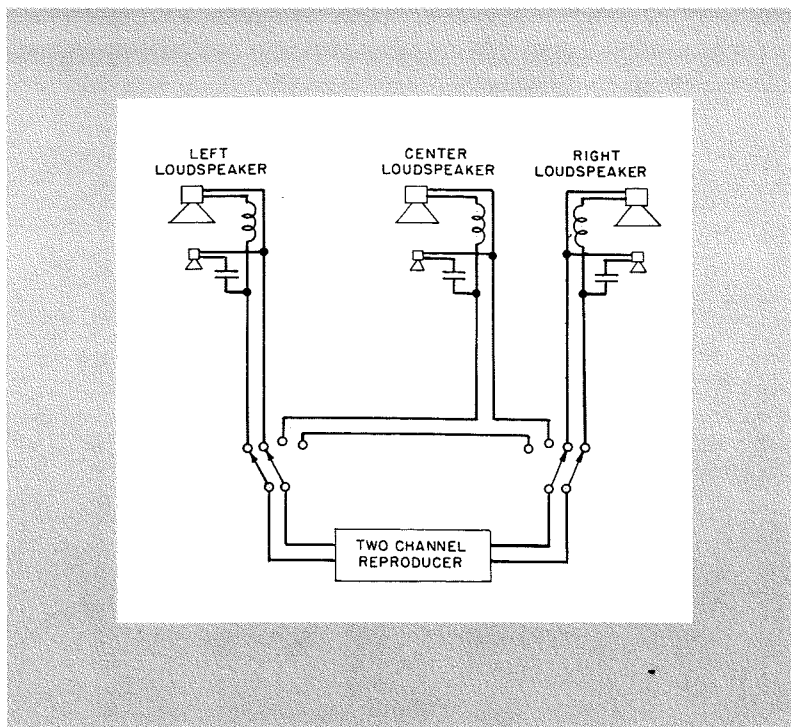 LEFT
LOUDSPEAKER
CENTER
LOUDSPEAKER
RIGHT
LOUDSPEAKER
TWO CHANNEL
REPRODUCER